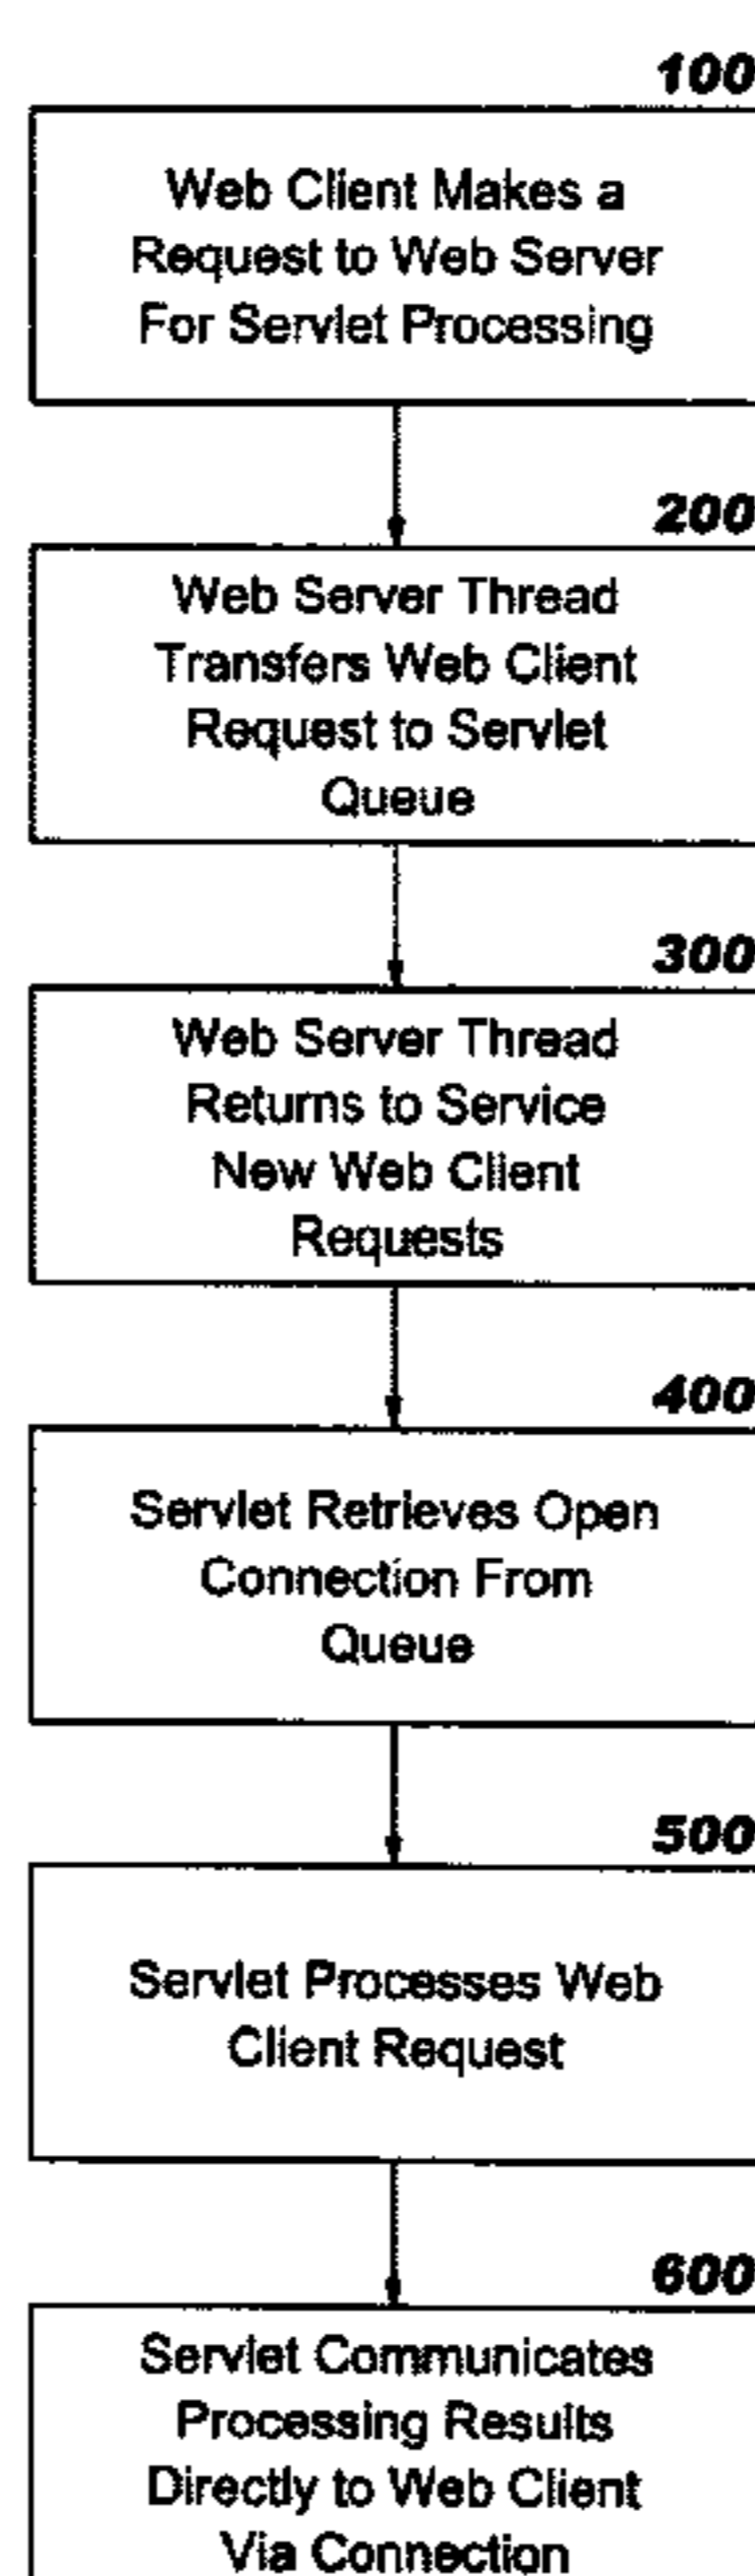 100
Web Client Makes a
Request to Web Server
For Servlet Processing
200
Web Server Thread
Transfers Web Client
Request to Servlet
Queue
300
Web Server Thread
Returns to Service
New Web Client
Requests
400
Servlet Retrieves Open
Connection From
Queue
500
Servlet Processes Web
Client Request
600
Servlet Communicates
Processing Results
Directly to Web Client
Via Connection